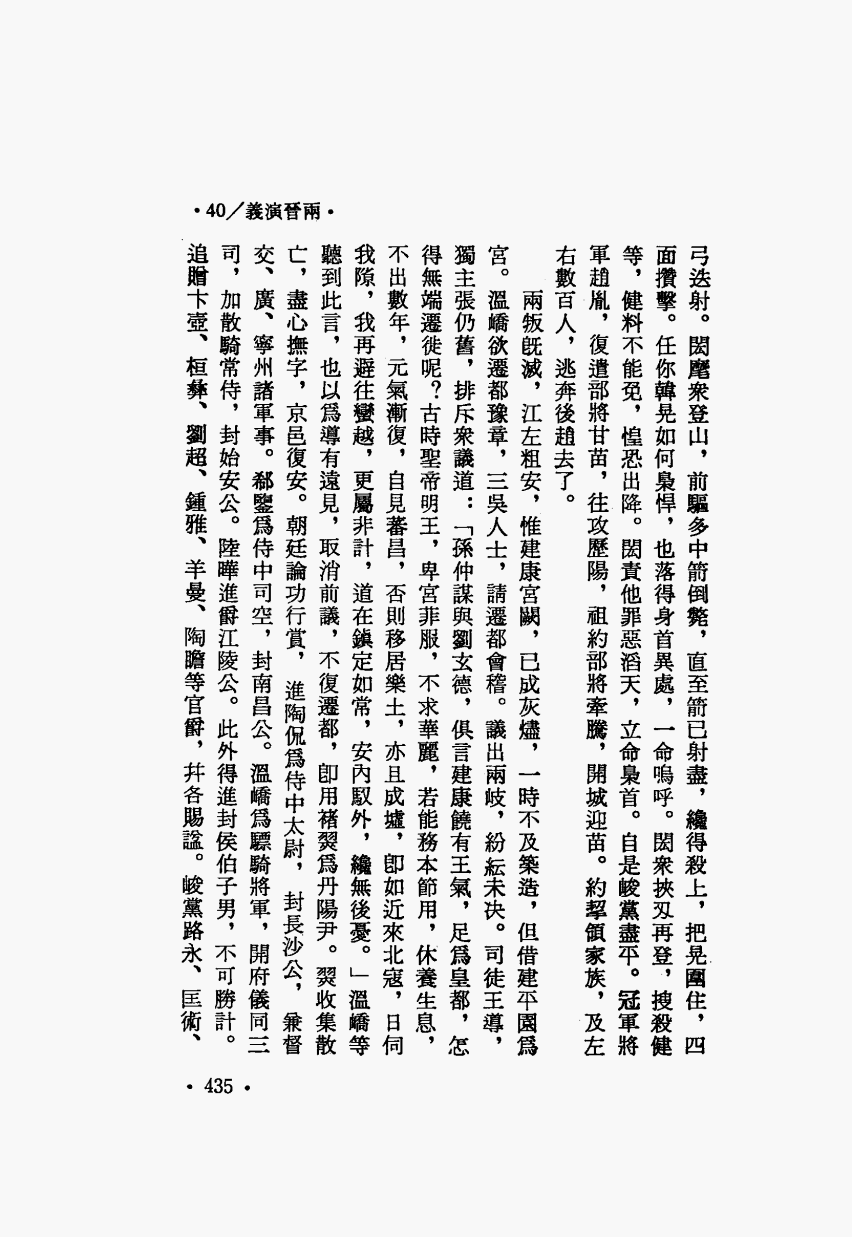 •40／義演晉兩•
弓迭射。閎麾衆登山，前驅多中箭倒斃，直至箭已射盡，纔得殺上，把晃圍住，四
面攢擊。任你韓晃如何梟悍，也落得身首異處，一命嗚呼。閎衆挾刄再登，搜殺健
等，健料不能免，惶恐出降。閎責他罪惡滔天，立命梟首。自是峻黨盡平。冠軍將
軍趙胤，復遣部將甘苗，往攻歷陽，祖約部將牽騰，開城迎苗。約挈領家族，及左
右數百人，逃奔後趙去了。
兩叛既滅，江左粗安，惟建康宮闕，已成灰燼，一時不及築造，但借建平園爲
宮。溫嶠欲遷都豫章，三吳人士，請遷都會稽。議出兩岐，紛紜未决。司徒王導，
獨主張仍舊，排斥衆議道：「孫仲謀與劉玄德，俱言建康饒有王氣，足爲皇都，怎
得無端遷徙呢？古時聖帝明王，卑宮菲服，不求華麗，若能務本節用，休養生息，
不出數年，元氣漸復，自見蕃昌，否則移居樂土，亦且成墟，卽如近來北寇，日伺
我隙，我再避往蠻越，更屬非計，道在鎭定如常，安內馭外，纔無後憂。」溫嶠等
聽到此言，也以爲導有遠見，取消前議，不復遷都，卽用褚翜爲丹陽尹。翜收集散
亡，盡心撫字，京邑復安。朝廷論功行賞，進陶侃爲侍中太尉，封長沙公，兼督
交、廣、寧州諸軍事。郗鑒爲侍中司空，封南昌公。溫嶠爲驃騎將軍，開府儀同三
司，加散騎常侍，封始安公。陸曄進爵江陵公。此外得進封侯伯子男，不可勝計。
追贈卞壺、桓彝、劉超、鍾雅、羊曼、陶瞻等官爵，幷各賜諡。峻黨路永、匡術、
•435•